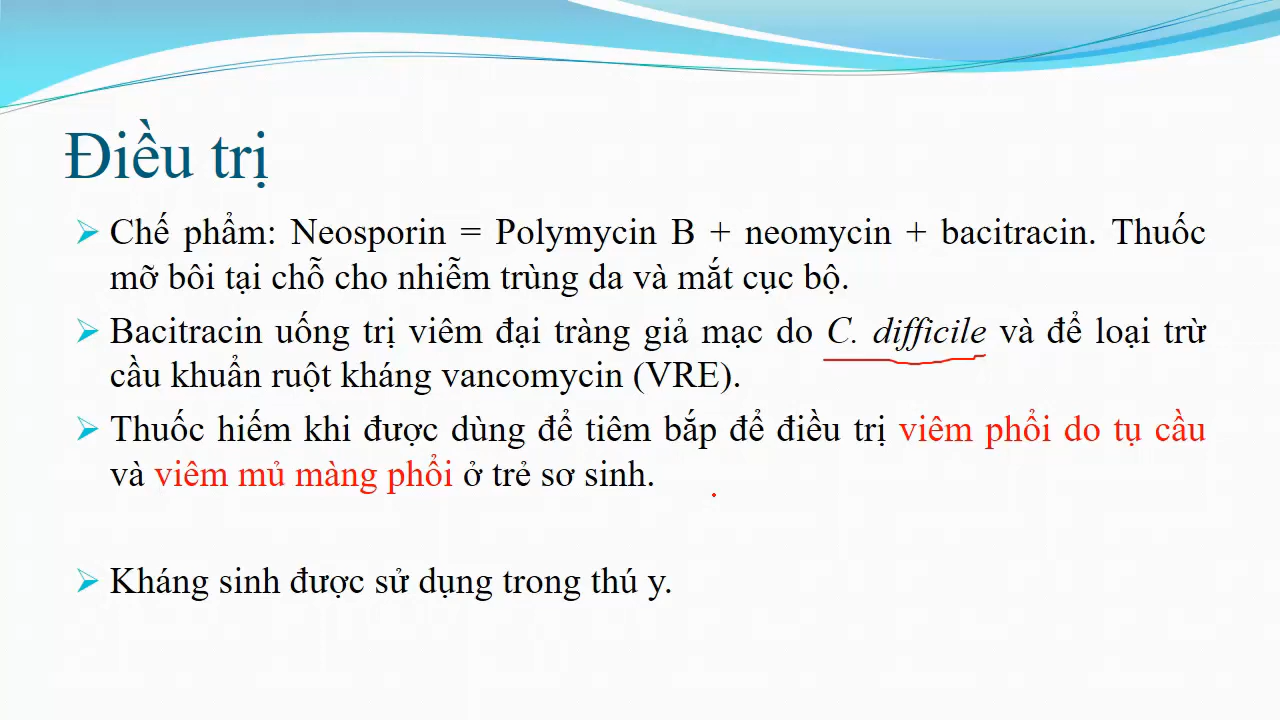 Điều trị
Chế phẩm: Neosporin = Polymycin B + neomycin + bacitracin. Thuốc
mỡ bôi tại chỗ cho nhiễm trùng da và mắt cục bộ.
Bacitracin uống trị viêm đại tràng giả mạc do C. difficile và để loại trừ
cầu khuẩn ruột kháng vancomycin (VRE).
Thuốc hiếm khi được dùng để tiêm bắp để điều trị viêm phổi do tụ cầu
và viêm mủ màng phổi ở trẻ sơ sinh.
Kháng sinh được sử dụng trong thú y.